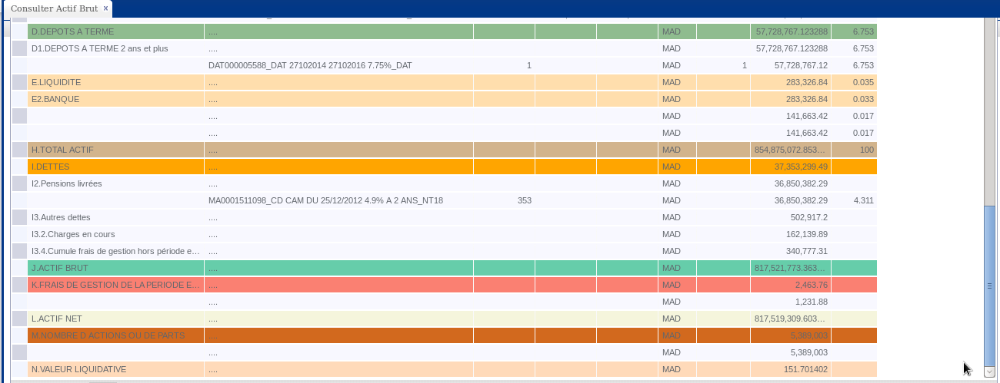 Consulter Actif Brut x
D.DEPOTS A TERME .... MAD 57,728,767.123288 6.753
D1.DEPOTS A TERME 2 ans et plus .... MAD 57,728,767.123288 6.753
DAT000005588_DAT 27102014 27102016 7.75%_DAT 1 MAD 1 57,728,767.12 6.753
E.LIQUIDITE .... MAD 283,326.84 0.035
E2.BANQUE .... MAD 283,326.84 0.033
.... MAD 141,663.42 0.017
.... MAD 141,663.42 0.017
H.TOTAL ACTIF .... MAD 854,875,072.853... 100
I.DETTES .... MAD 37,353,299.49
I2.Pensions livrées .... MAD 36,850,382.29
MA0001511098_CD CAM DU 25/12/2012 4.9% A 2 ANS_NT18 353 MAD 36,850,382.29 4.311
I3.Autres dettes .... MAD 502,917.2
I3.2.Charges en cours .... MAD 162,139.89
I3.4.Cumule frais de gestion hors période e... .... MAD 340,777.31
J.ACTIF BRUT .... MAD 817,521,773.363...
K.FRAIS DE GESTION DE LA PERIODE E... .... MAD 2,463.76
.... MAD 1,231.88
L.ACTIF NET .... MAD 817,519,309.603...
M.NOMBRE D ACTIONS OU DE PARTS .... MAD 5,389,003
.... MAD 5,389,003
N.VALEUR LIQUIDATIVE .... MAD 151.701402